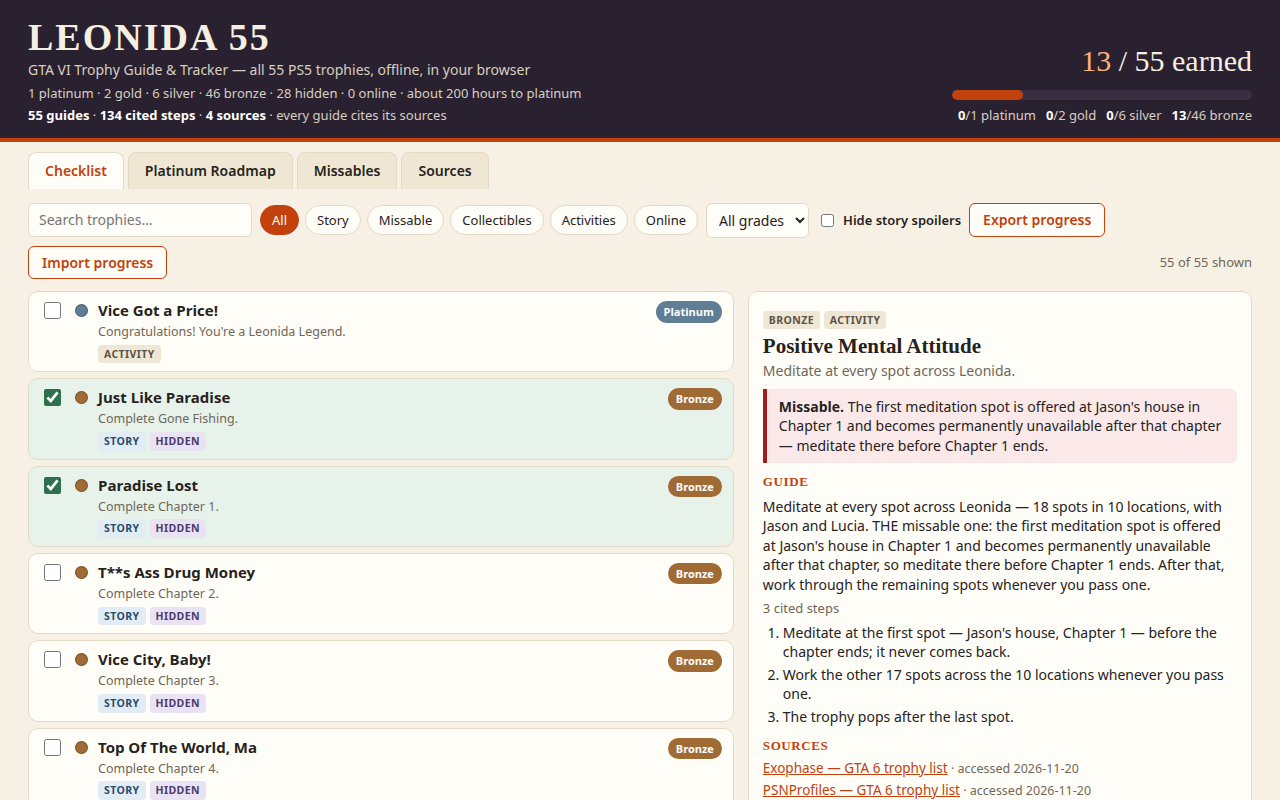 LEONIDA 55
GTA VI Trophy Guide & Tracker — all 55 PS5 trophies, offline, in your browser
1 platinum · 2 gold · 6 silver · 46 bronze · 28 hidden · 0 online · about 200 hours to platinum
55 guides · 134 cited steps · 4 sources · every guide cites its sources
13 / 55 earned
0/1 platinum 0/2 gold 0/6 silver 13/46 bronze
Checklist
Platinum Roadmap
Missables
Sources
Search trophies...
All
Story
Missable
Collectibles
Activities
Online
All grades
Hide story spoilers
Export progress
Import progress
55 of 55 shown
Vice Got a Price!
Platinum
Congratulations! You're a Leonida Legend.
ACTIVITY
Just Like Paradise
Bronze
Complete Gone Fishing.
STORY HIDDEN
Paradise Lost
Bronze
Complete Chapter 1.
STORY HIDDEN
T**s Ass Drug Money
Bronze
Complete Chapter 2.
STORY HIDDEN
Vice City, Baby!
Bronze
Complete Chapter 3.
STORY HIDDEN
Top Of The World, Ma
Bronze
Complete Chapter 4.
STORY HIDDEN
BRONZE ACTIVITY
Positive Mental Attitude
Meditate at every spot across Leonida.
Missable. The first meditation spot is offered at Jason's house in
Chapter 1 and becomes permanently unavailable after that chapter
— meditate there before Chapter 1 ends.
GUIDE
Meditate at every spot across Leonida — 18 spots in 10 locations, with
Jason and Lucia. THE missable one: the first meditation spot is offered
at Jason's house in Chapter 1 and becomes permanently unavailable
after that chapter, so meditate there before Chapter 1 ends. After that,
work through the remaining spots whenever you pass one.
3 cited steps
1. Meditate at the first spot — Jason's house, Chapter 1 — before the
chapter ends; it never comes back.
2. Work the other 17 spots across the 10 locations whenever you pass
one.
3. The trophy pops after the last spot.
SOURCES
Exophase — GTA 6 trophy list · accessed 2026-11-20
PSNProfiles — GTA 6 trophy list · accessed 2026-11-20